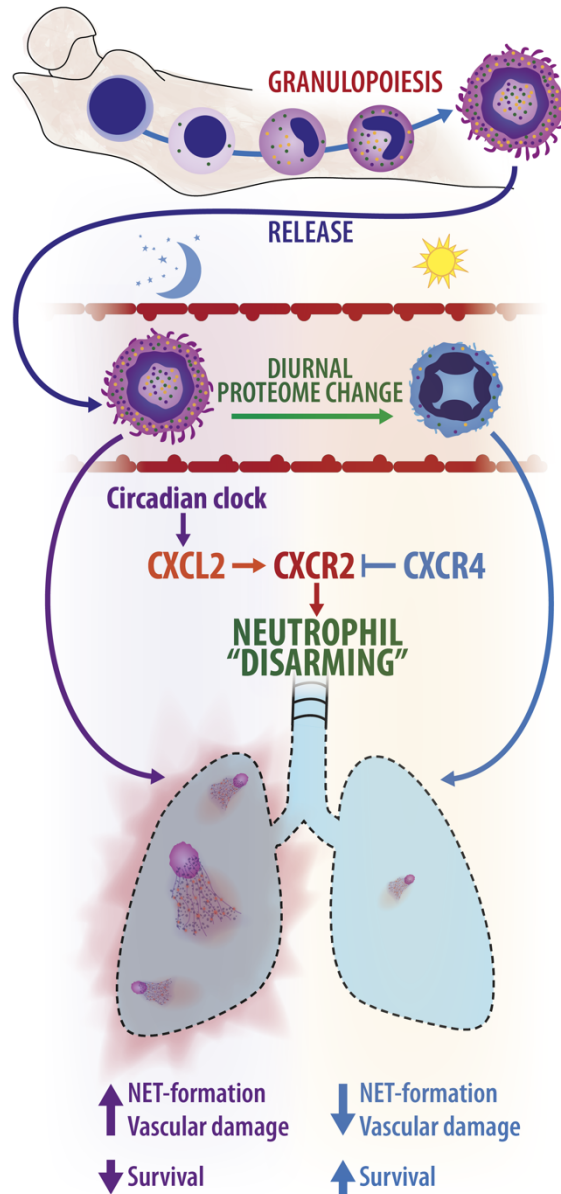 GRANULOPOIESIS
RELEASE
DIURNAL
PROTEOME CHANGE
Circadian clock
CXCL2
CXCR2
CXCR4
NEUTROPHIL
“DISARMING”
NET-formation
Vascular damage
Survival
NET-formation
Vascular damage
Survival